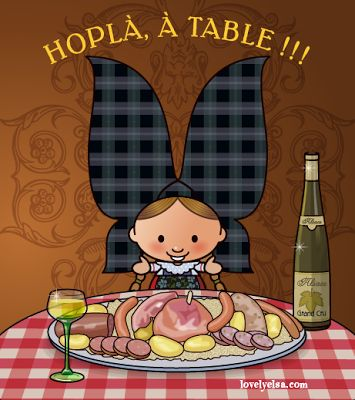 HOPLÀ, À TABLE !!!
Alsace
Alsace
Grand Cru
lovelyelsa.com